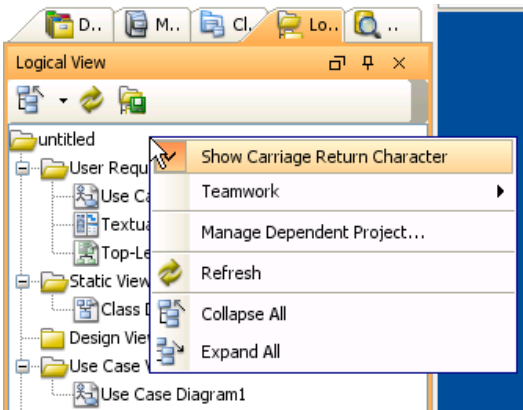 D..
M..
Cl.
Lo..
..
Logical View
untitled
Show Carriage Return Character
User Requ
Teamwork
Use Ca
Textua
Manage Dependent Project...
Top-Le
Refresh
Static View
Class D
Collapse All
Design Vie
Expand All
Use Case V
Use Case Diagram1